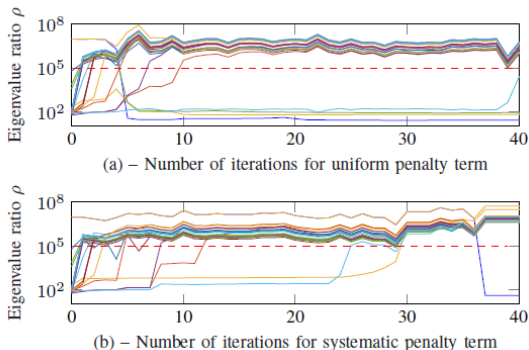 10^8
10^5
10^2
Eigenvalue ratio ρ
0 10 20 30 40
(a) – Number of iterations for uniform penalty term
10^8
10^5
10^2
Eigenvalue ratio ρ
0 10 20 30 40
(b) – Number of iterations for systematic penalty term